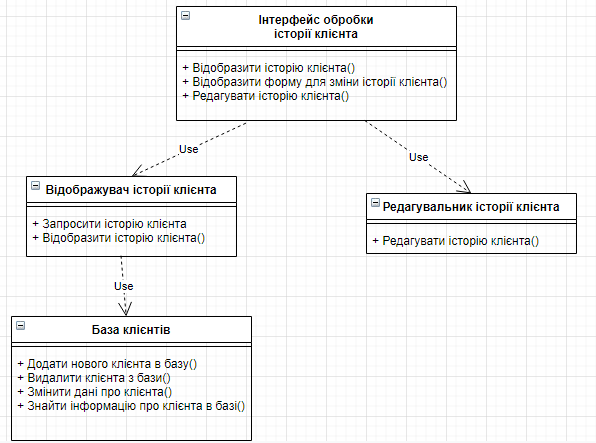 Інтерфейс обробки
історії клієнта
+ Відобразити історію клієнта()
+ Відобразити форму для зміни історії клієнта()
+ Редагувати історію клієнта()
Use
Use
Відображувач історії клієнта
+ Запросити історію клієнта
+ Відобразити історію клієнта()
Редагувальник історії клієнта
+ Редагувати історію клієнта()
Use
База клієнтів
+ Додати нового клієнта в базу()
+ Видалити клієнта з бази()
+ Змінити дані про клієнта()
+ Знайти інформацію про клієнта в базі()